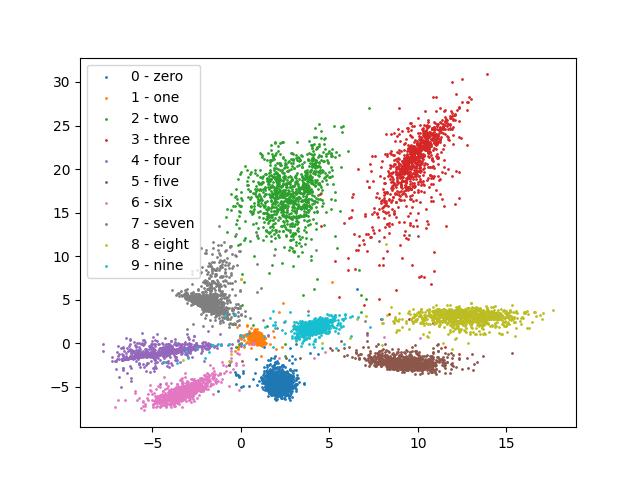 30
25
20
15
10
5
0
−5
0 - zero
1 - one
2 - two
3 - three
4 - four
5 - five
6 - six
7 - seven
8 - eight
9 - nine
−5
0
5
10
15